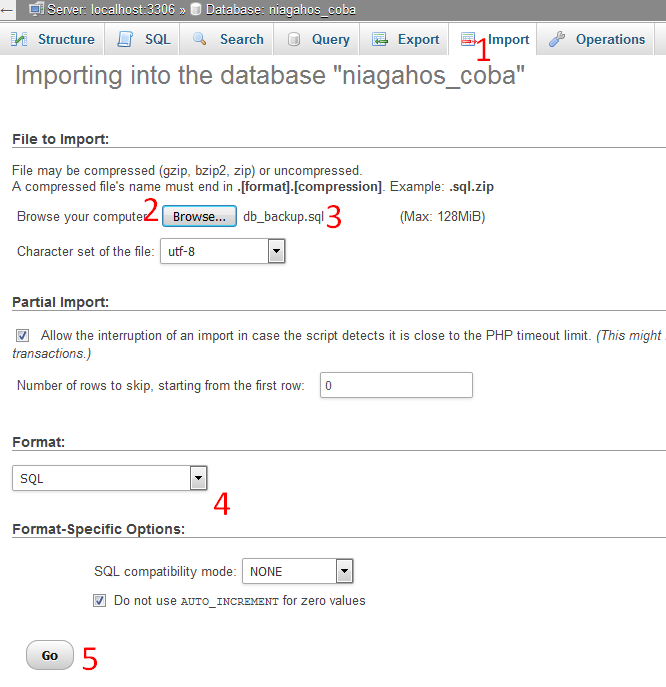 Server: localhost:3306 » Database: niagahos_coba
Structure SQL Search Query Export Import Operations
1
Importing into the database "niagahos_coba"
File to Import:
File may be compressed (gzip, bzip2, zip) or uncompressed.
A compressed file's name must end in .[format].[compression]. Example: .sql.zip
Browse your computer: 2 Browse... db_backup.sql 3 (Max: 128MiB)
Character set of the file: utf-8
Partial Import:
Allow the interruption of an import in case the script detects it is close to the PHP timeout limit. (This might
transactions.)
Number of rows to skip, starting from the first row: 0
Format:
SQL
4
Format-Specific Options:
SQL compatibility mode: NONE
Do not use AUTO_INCREMENT for zero values
Go 5